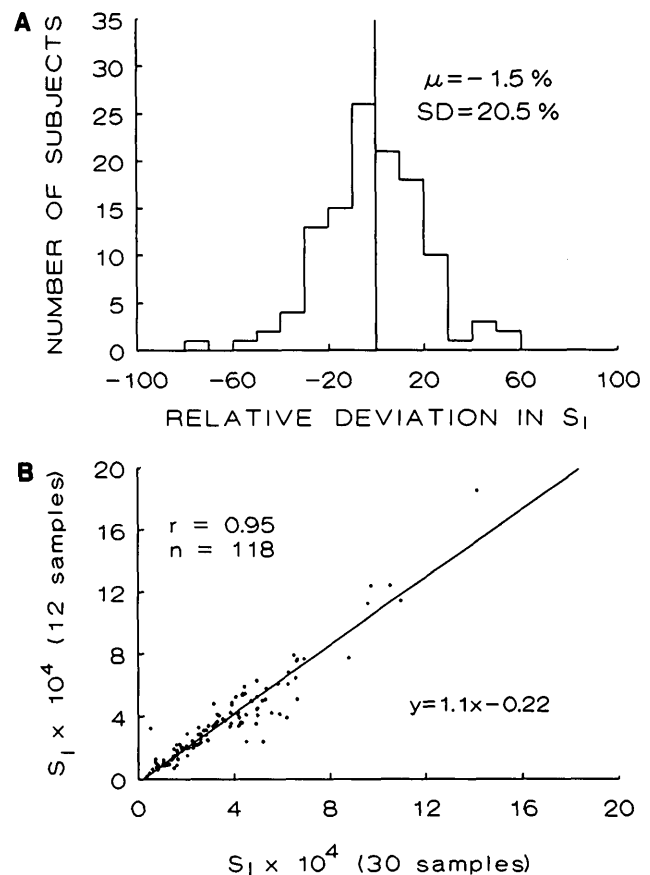 A
NUMBER OF SUBJECTS
35
30
25
20
15
10
5
0
μ=- 1.5 %
SD=20.5 %
-100 -60 -20 20 60 100
RELATIVE DEVIATION IN S_I
B
S_I x 10^4 (12 samples)
20
16
12
8
4
0
r = 0.95
n = 118
y=1.1x-0.22
0 4 8 12 16 20
S_I x 10^4 (30 samples)